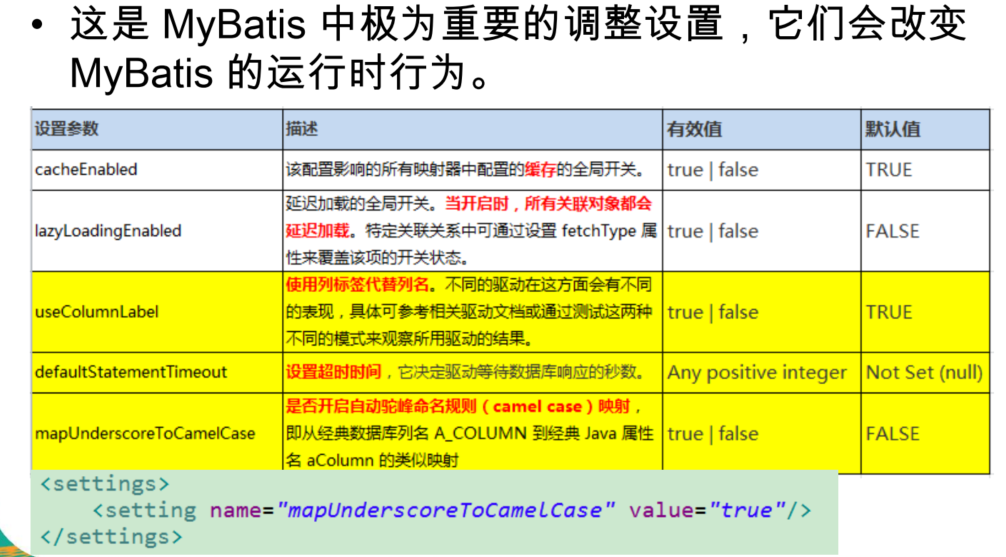 • 这是 MyBatis 中极为重要的调整设置，它们会改变
MyBatis 的运行时行为。
设置参数 描述 有效值 默认值
cacheEnabled 该配置影响的所有映射器中配置的缓存的全局开关。 true | false TRUE
延迟加载的全局开关。当开启时，所有关联对象都会
lazyLoadingEnabled 延迟加载。特定关联关系中可通过设置 fetchType 属 true | false FALSE
性来覆盖该项的开关状态。
使用列标签代替列名。不同的驱动在这方面会有不同
useColumnLabel 的表现，具体可参考相关驱动文档或通过测试这两种 true | false TRUE
不同的模式来观察所用驱动的结果。
defaultStatementTimeout 设置超时时间，它决定驱动等待数据库响应的秒数。 Any positive integer Not Set (null)
是否开启自动驼峰命名规则（camel case）映射，
mapUnderscoreToCamelCase 即从经典数据库列名 A_COLUMN 到经典 Java 属性 true | false FALSE
名 aColumn 的类似映射
<settings>
<setting name="mapUnderscoreToCamelCase" value="true"/>
</settings>